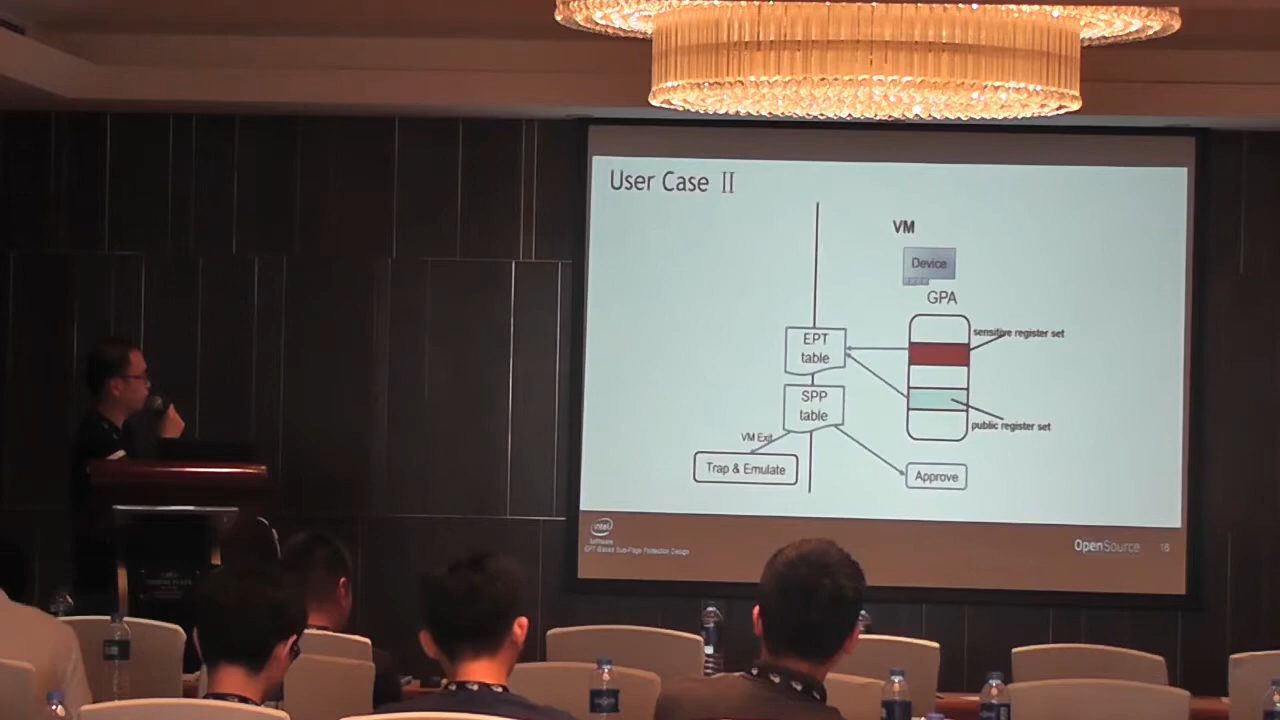 User Case Ⅱ
VM
Device
GPA
sensitive register set
EPT
table
SPP
table
public register set
VM Exit
Trap & Emulate
Approve
intel
Software
EPT-Based Sub-Page Protection Design
OpenSource
16